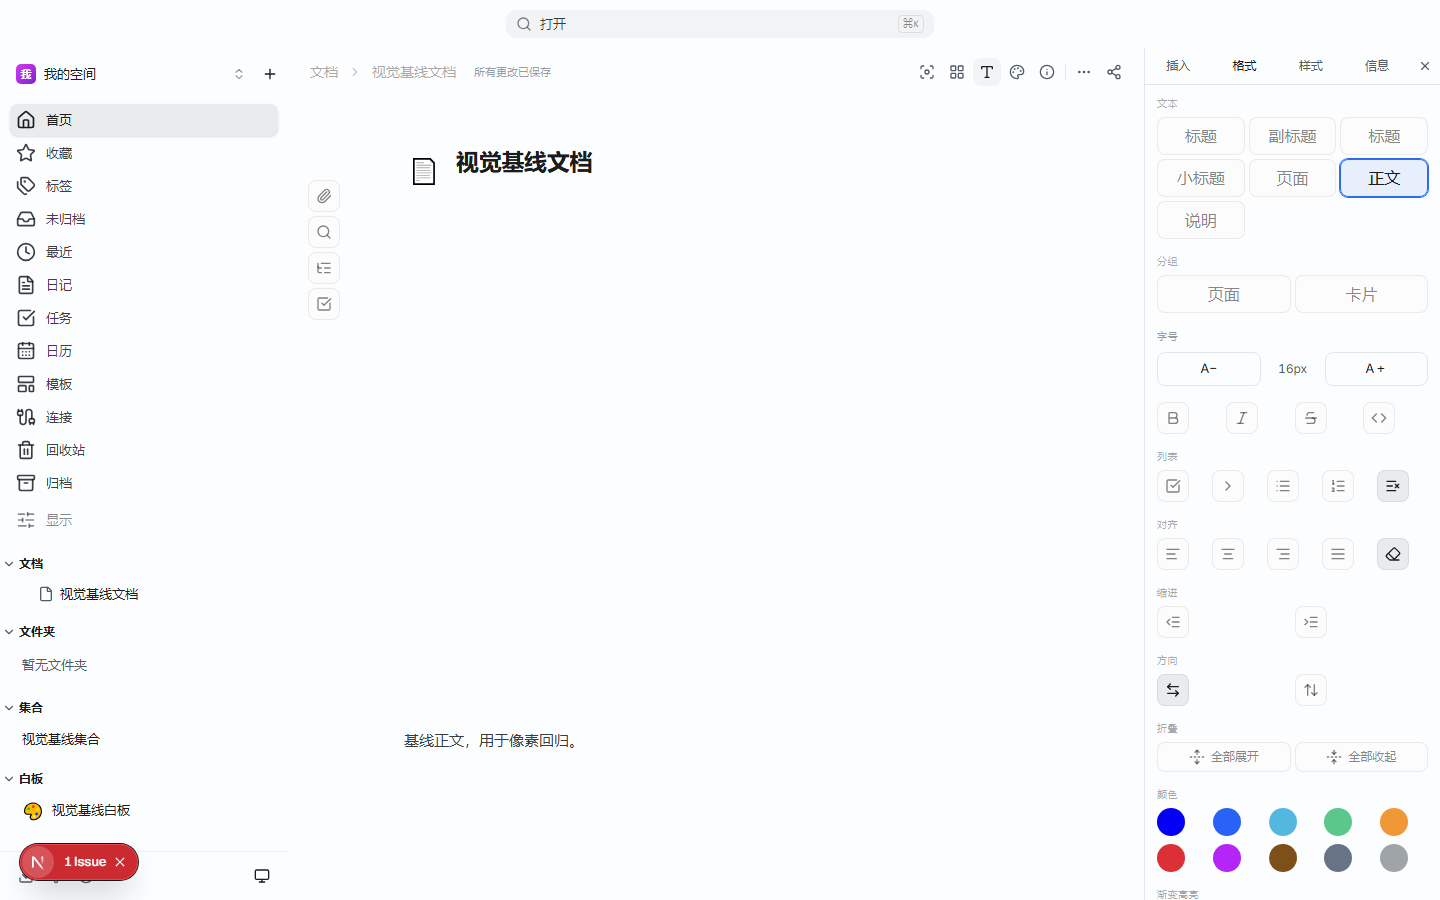 打开
⌘K
我 我的空间
首页
收藏
标签
未归档
最近
日记
任务
日历
模板
连接
回收站
归档
显示
文档
视觉基线文档
文件夹
暂无文件夹
集合
视觉基线集合
白板
视觉基线白板
N 1 Issue
文档 视觉基线文档 所有更改已保存
视觉基线文档
基线正文，用于像素回归。
插入 格式 样式 信息
文本
标题 副标题 标题
小标题 页面 正文
说明
分组
页面 卡片
字号
A− 16px A +
B I S <>
列表
对齐
缩进
方向
折叠
全部展开 全部收起
颜色
渐变高亮